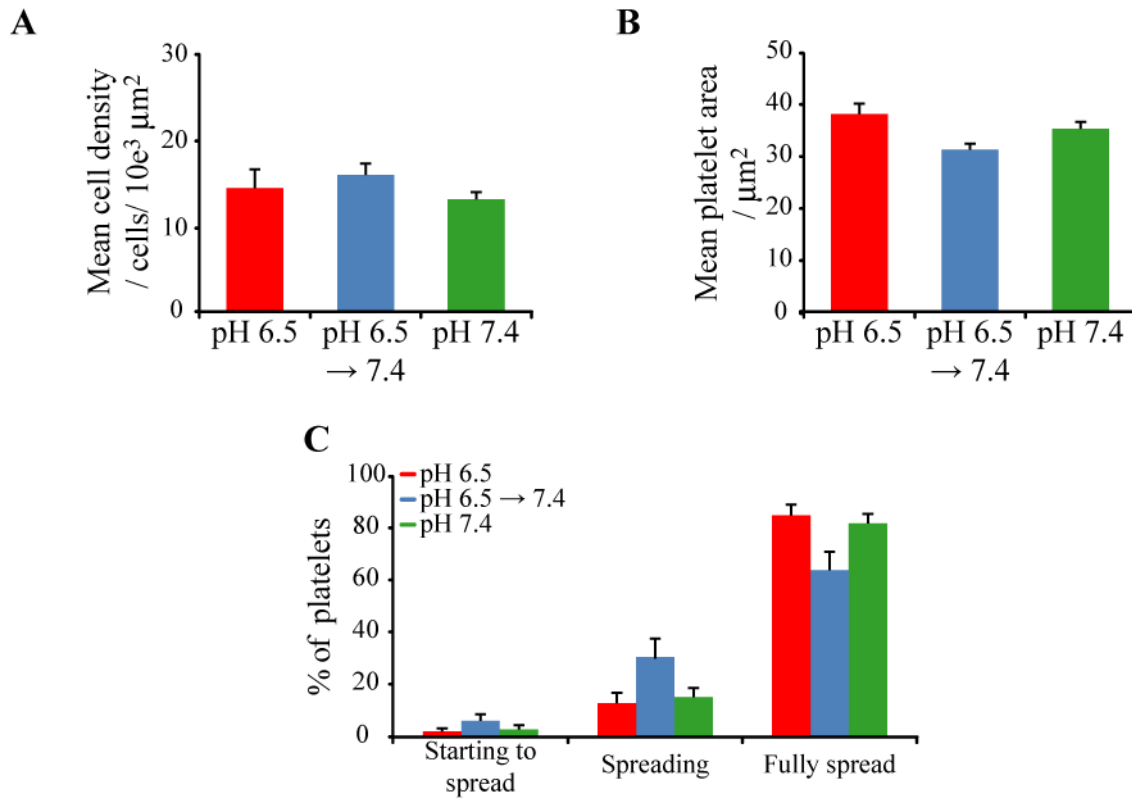 A
Mean cell density
/ cells/ 10e³ μm²
30
20
10
0
pH 6.5
pH 6.5
→ 7.4
pH 7.4
B
Mean platelet area
/ μm²
50
40
30
20
10
0
pH 6.5
pH 6.5
→ 7.4
pH 7.4
C
% of platelets
100
80
60
40
20
0
pH 6.5
pH 6.5 → 7.4
pH 7.4
Starting to
spread
Spreading
Fully spread